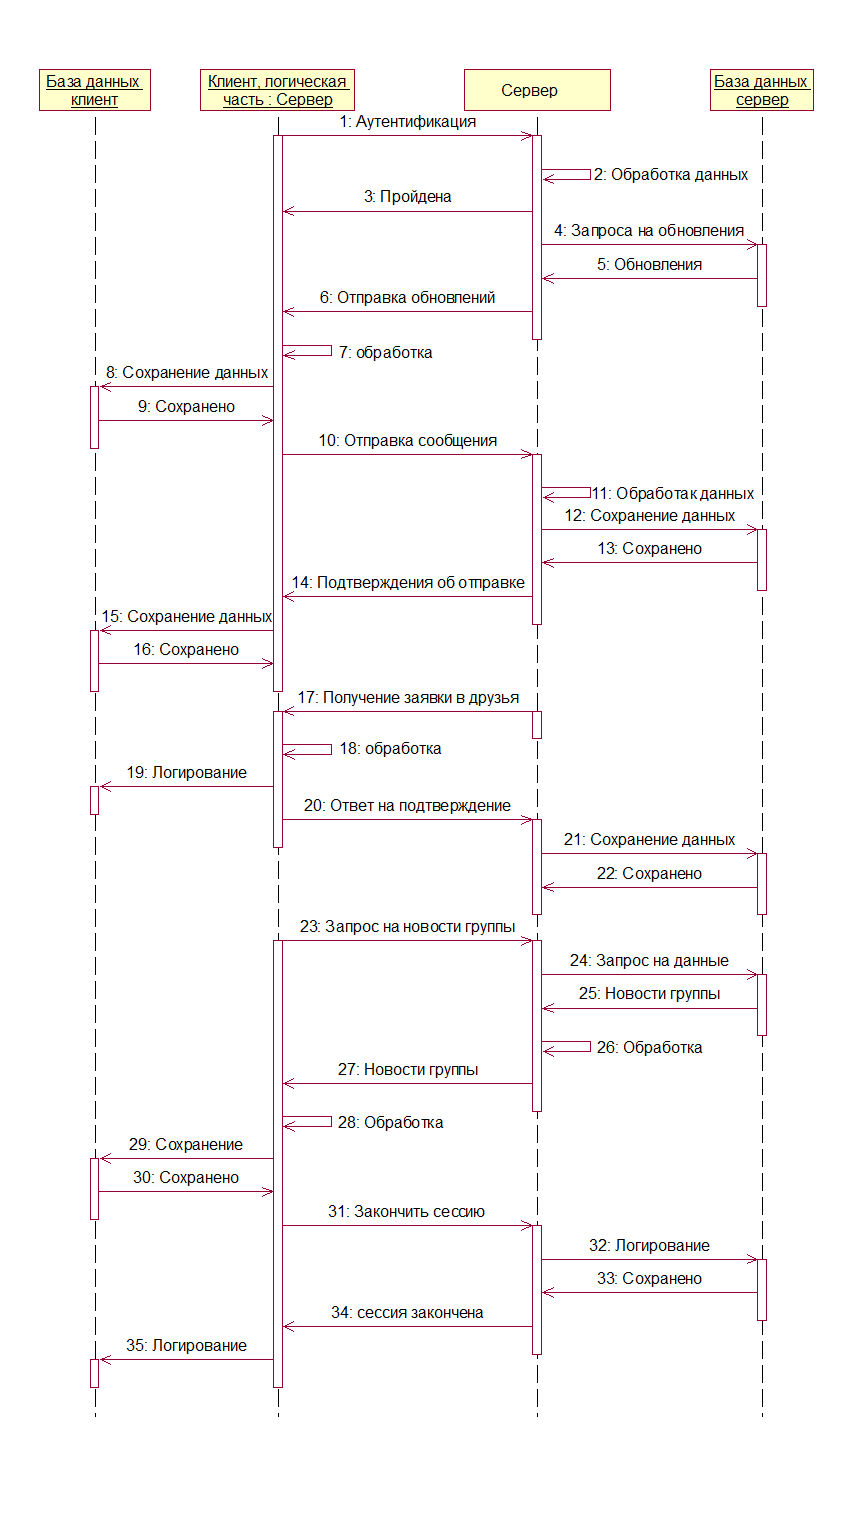 База данных
клиент
Клиент, логическая
часть : Сервер
Сервер
База данных
сервер
1: Аутентификация
2: Обработка данных
3: Пройдена
4: Запроса на обновления
5: Обновления
6: Отправка обновлений
7: обработка
8: Сохранение данных
9: Сохранено
10: Отправка сообщения
11: Обработак данных
12: Сохранение данных
13: Сохранено
14: Подтверждения об отправке
15: Сохранение данных
16: Сохранено
17: Получение заявки в друзья
18: обработка
19: Логирование
20: Ответ на подтверждение
21: Сохранение данных
22: Сохранено
23: Запрос на новости группы
24: Запрос на данные
25: Новости группы
26: Обработка
27: Новости группы
28: Обработка
29: Сохранение
30: Сохранено
31: Закончить сессию
32: Логирование
33: Сохранено
34: сессия закончена
35: Логирование